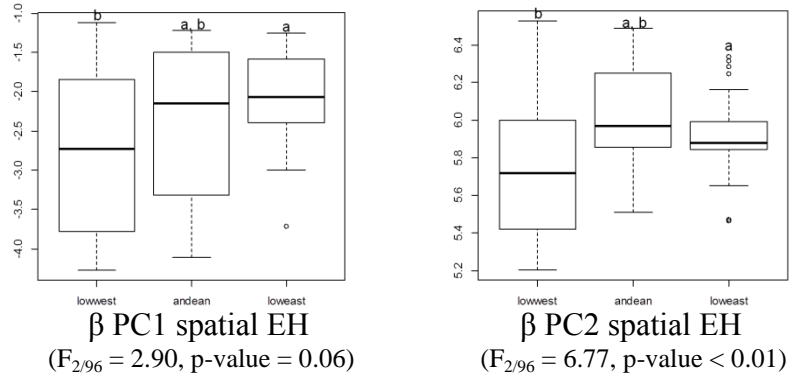 -1.0
-1.5
-2.0
-2.5
-3.0
-3.5
-4.0
b
a, b
a
lowwest
andean
loweast
β PC1 spatial EH
(F2/96 = 2.90, p-value = 0.06)
6.4
6.2
6.0
5.8
5.6
5.4
5.2
b
a, b
a
lowwest
andean
loweast
β PC2 spatial EH
(F2/96 = 6.77, p-value < 0.01)